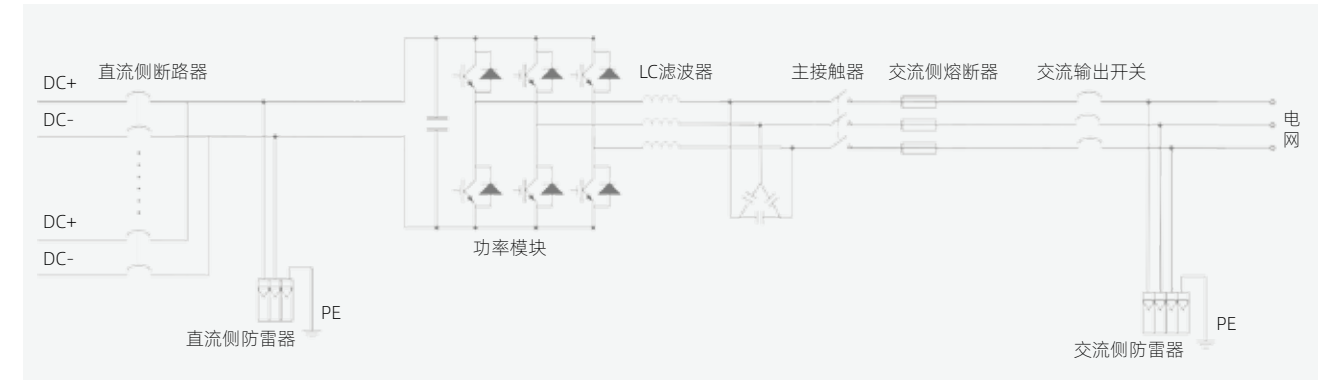 DC+
直流侧断路器
DC-
DC+
DC-
PE
直流侧防雷器
功率模块
LC滤波器
主接触器
交流侧熔断器
交流输出开关
电
网
PE
交流侧防雷器